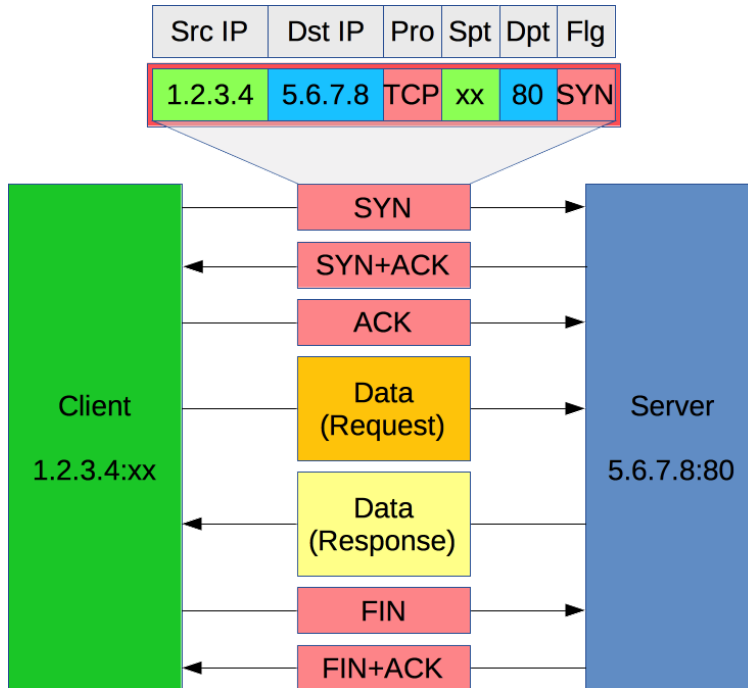 Src IP Dst IP Pro Spt Dpt Flg
1.2.3.4 5.6.7.8 TCP xx 80 SYN
SYN
SYN+ACK
ACK
Data
(Request)
Client
1.2.3.4:xx
Server
5.6.7.8:80
Data
(Response)
FIN
FIN+ACK